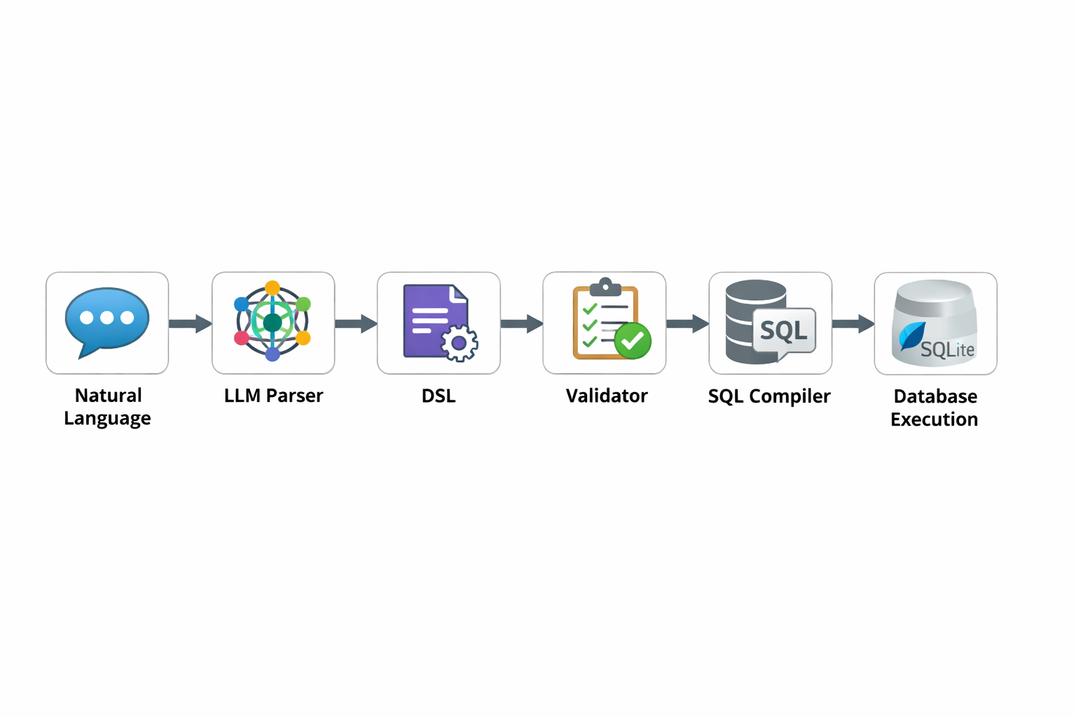 SQL
SQLite
Natural
Language
LLM Parser
DSL
Validator
SQL Compiler
Database
Execution